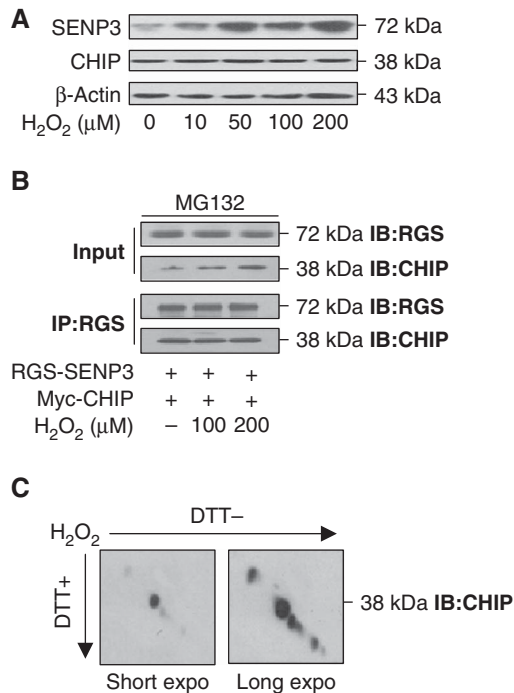 A
SENP3 72 kDa
CHIP 38 kDa
β-Actin 43 kDa
H₂O₂ (μM) 0 10 50 100 200
B
MG132
Input
72 kDa IB:RGS
38 kDa IB:CHIP
IP:RGS
72 kDa IB:RGS
38 kDa IB:CHIP
RGS-SENP3 + + +
Myc-CHIP + + +
H₂O₂ (μM) – 100 200
C
DTT–
H₂O₂
DTT+
38 kDa IB:CHIP
Short expo Long expo